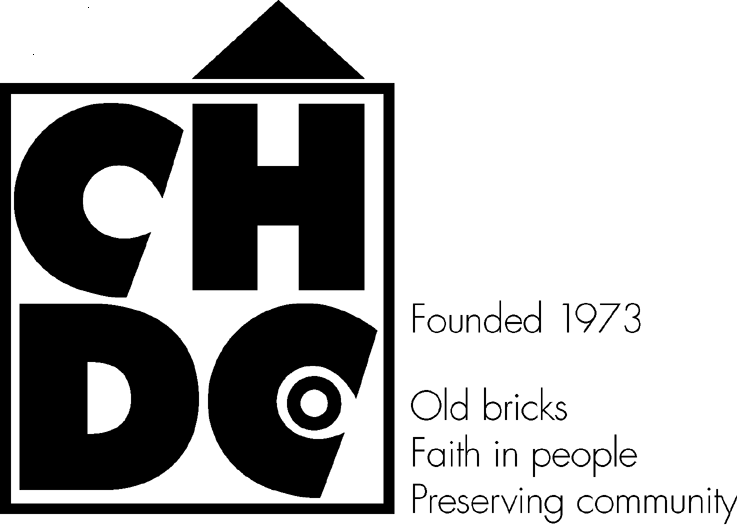 CH
DC
Founded 1973
Old bricks
Faith in people
Preserving community